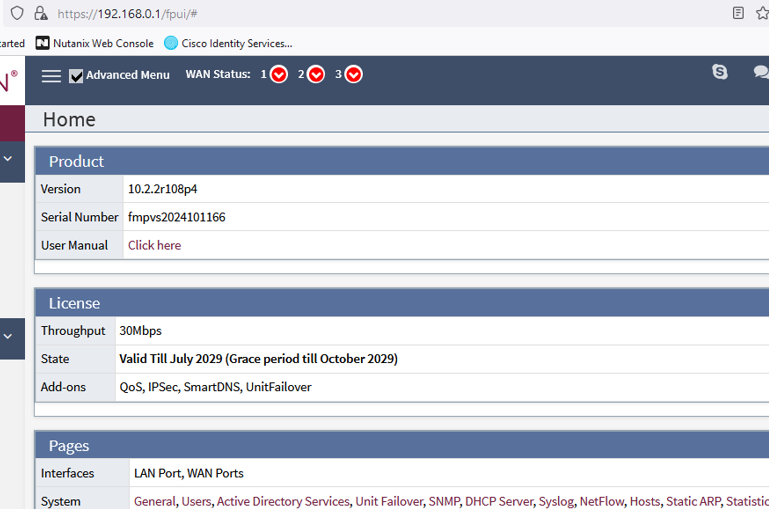 https://192.168.0.1/fpui/#
Nutanix Web Console Cisco Identity Services...
N®
Advanced Menu WAN Status: 1 2 3
Home
Product
Version 10.2.2r108p4
Serial Number fmpvs2024101166
User Manual Click here
License
Throughput 30Mbps
State Valid Till July 2029 (Grace period till October 2029)
Add-ons QoS, IPSec, SmartDNS, UnitFailover
Pages
Interfaces LAN Port, WAN Ports
System General, Users, Active Directory Services, Unit Failover, SNMP, DHCP Server, Syslog, NetFlow, Hosts, Static ARP,